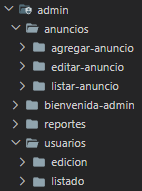 admin
anuncios
agregar-anuncio
editar-anuncio
listar-anuncio
bienvenida-admin
reportes
usuarios
edicion
listado